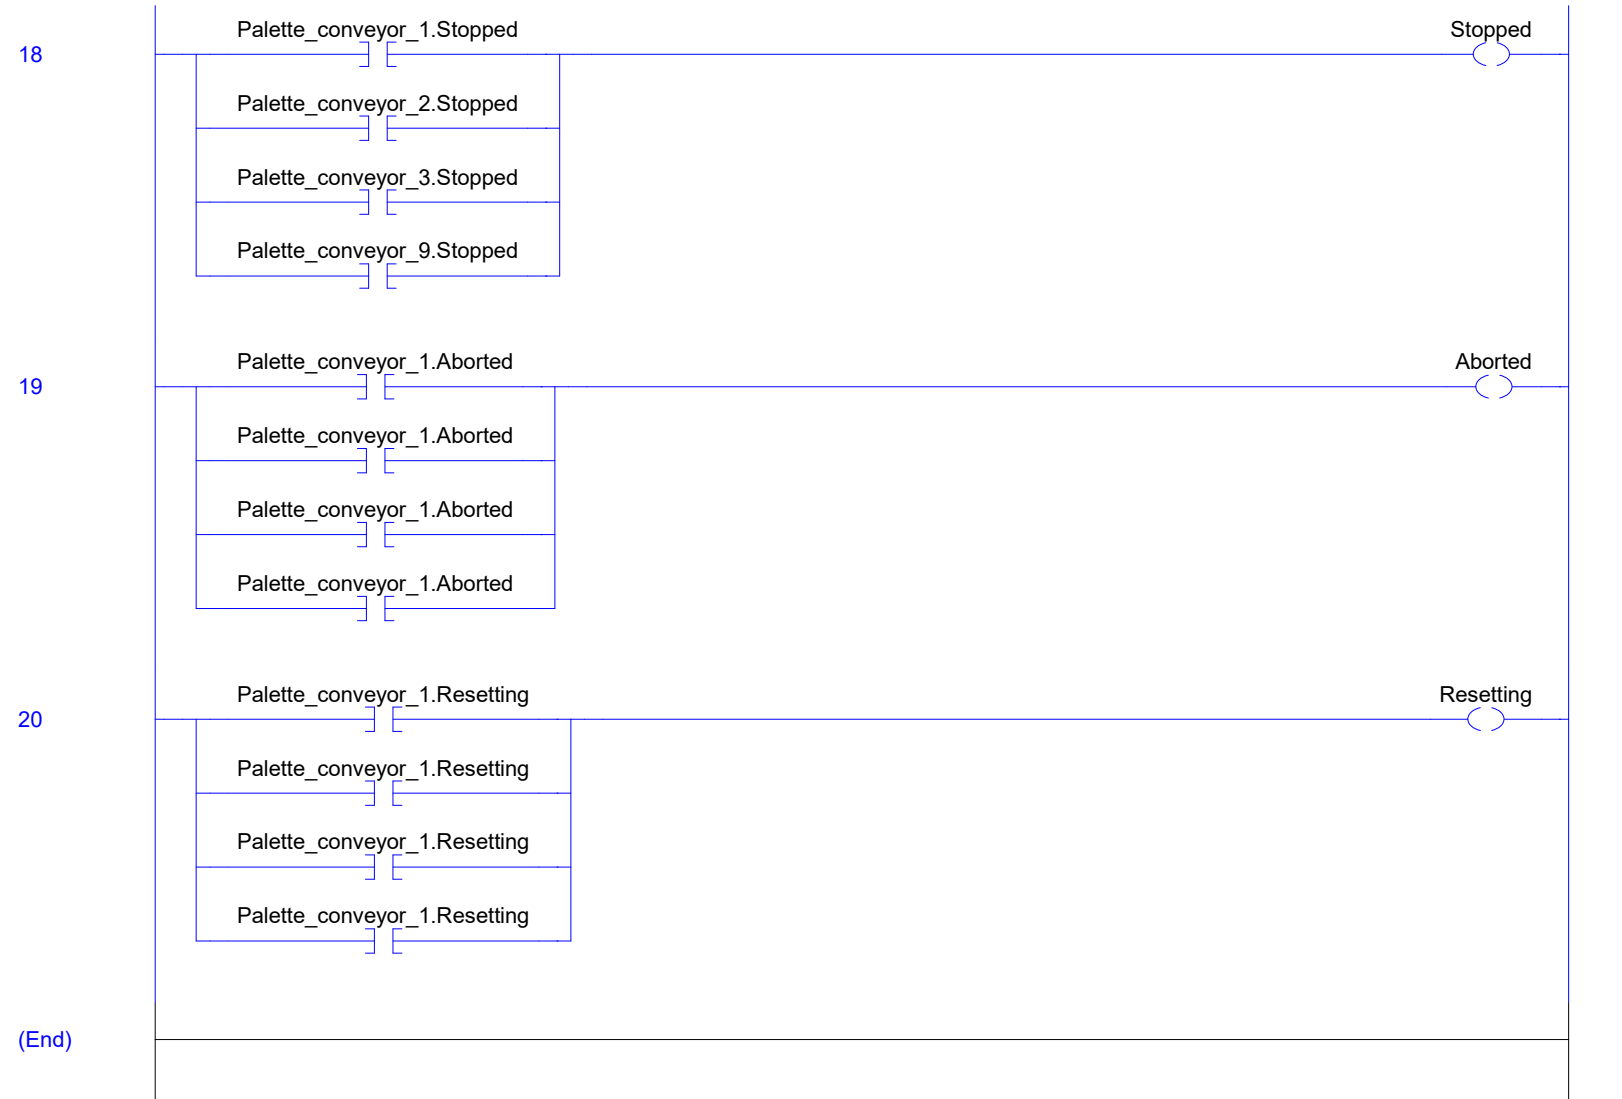 Palette_conveyor_1.Stopped Stopped
18
Palette_conveyor_2.Stopped
Palette_conveyor_3.Stopped
Palette_conveyor_9.Stopped
Palette_conveyor_1.Aborted Aborted
19
Palette_conveyor_1.Aborted
Palette_conveyor_1.Aborted
Palette_conveyor_1.Aborted
Palette_conveyor_1.Resetting Resetting
20
Palette_conveyor_1.Resetting
Palette_conveyor_1.Resetting
Palette_conveyor_1.Resetting
(End)